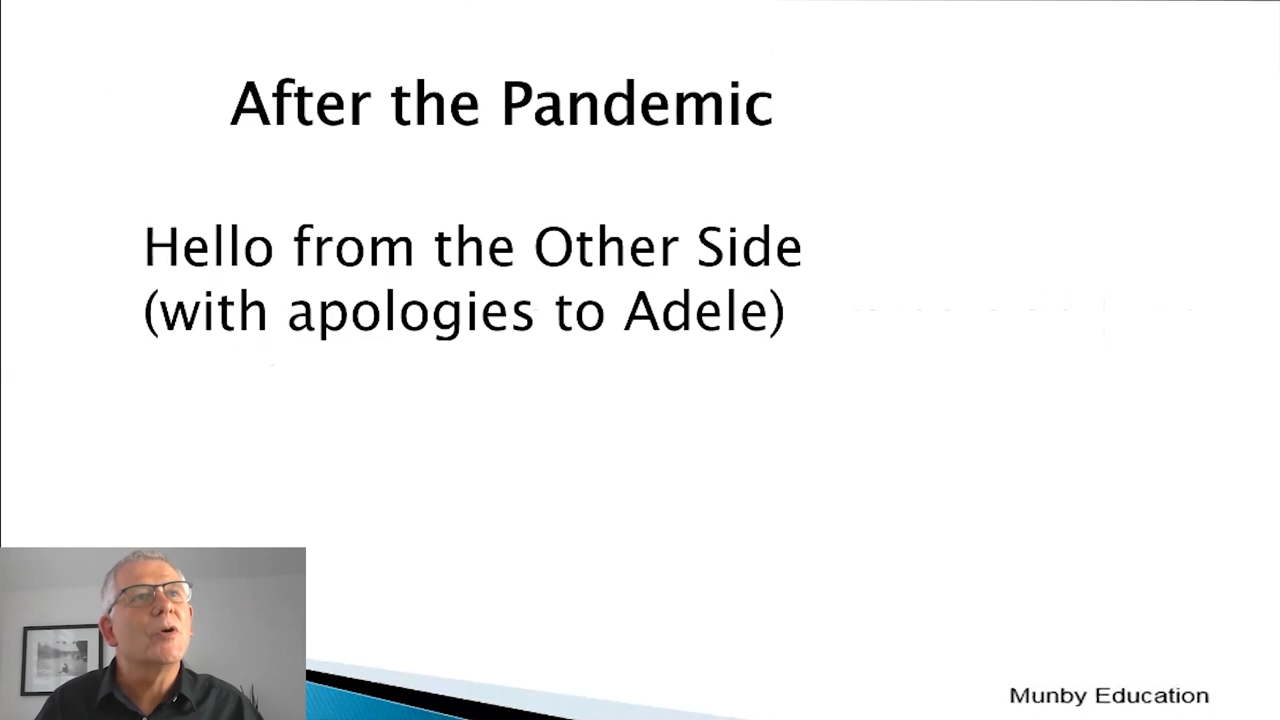 After the Pandemic
Hello from the Other Side
(with apologies to Adele)
Munby Education